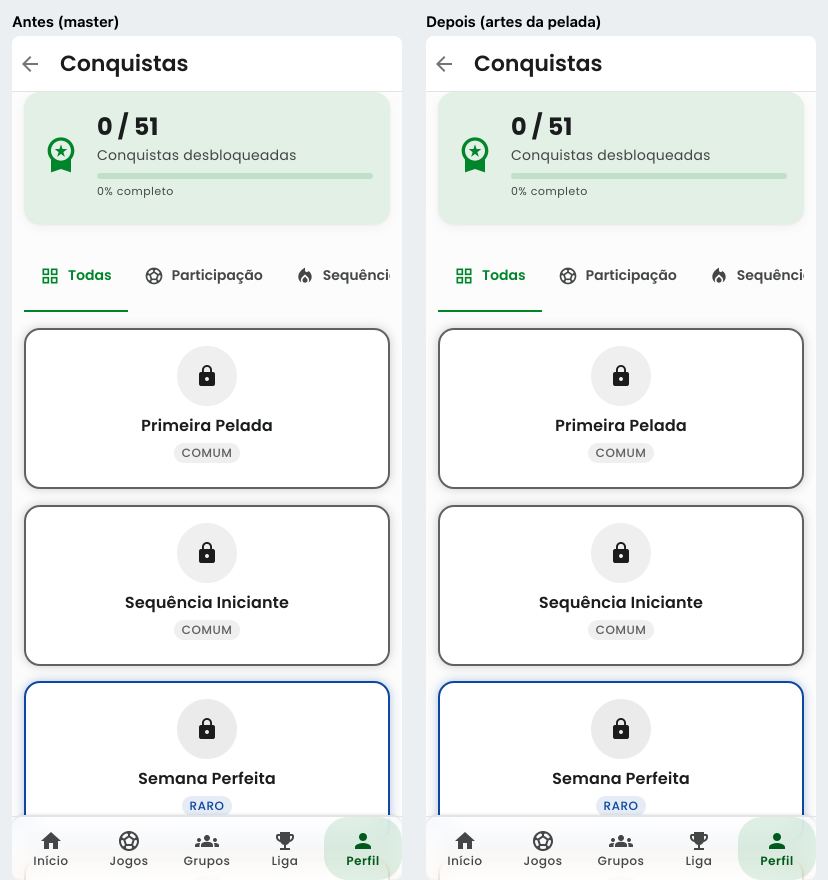 Antes (master)
Conquistas
0 / 51
Conquistas desbloqueadas
0% completo
Todas
Participação
Sequênci
Primeira Pelada
COMUM
Sequência Iniciante
COMUM
Semana Perfeita
RARO
Início
Jogos
Grupos
Liga
Perfil
Depois (artes da pelada)
Conquistas
0 / 51
Conquistas desbloqueadas
0% completo
Todas
Participação
Sequênci
Primeira Pelada
COMUM
Sequência Iniciante
COMUM
Semana Perfeita
RARO
Início
Jogos
Grupos
Liga
Perfil